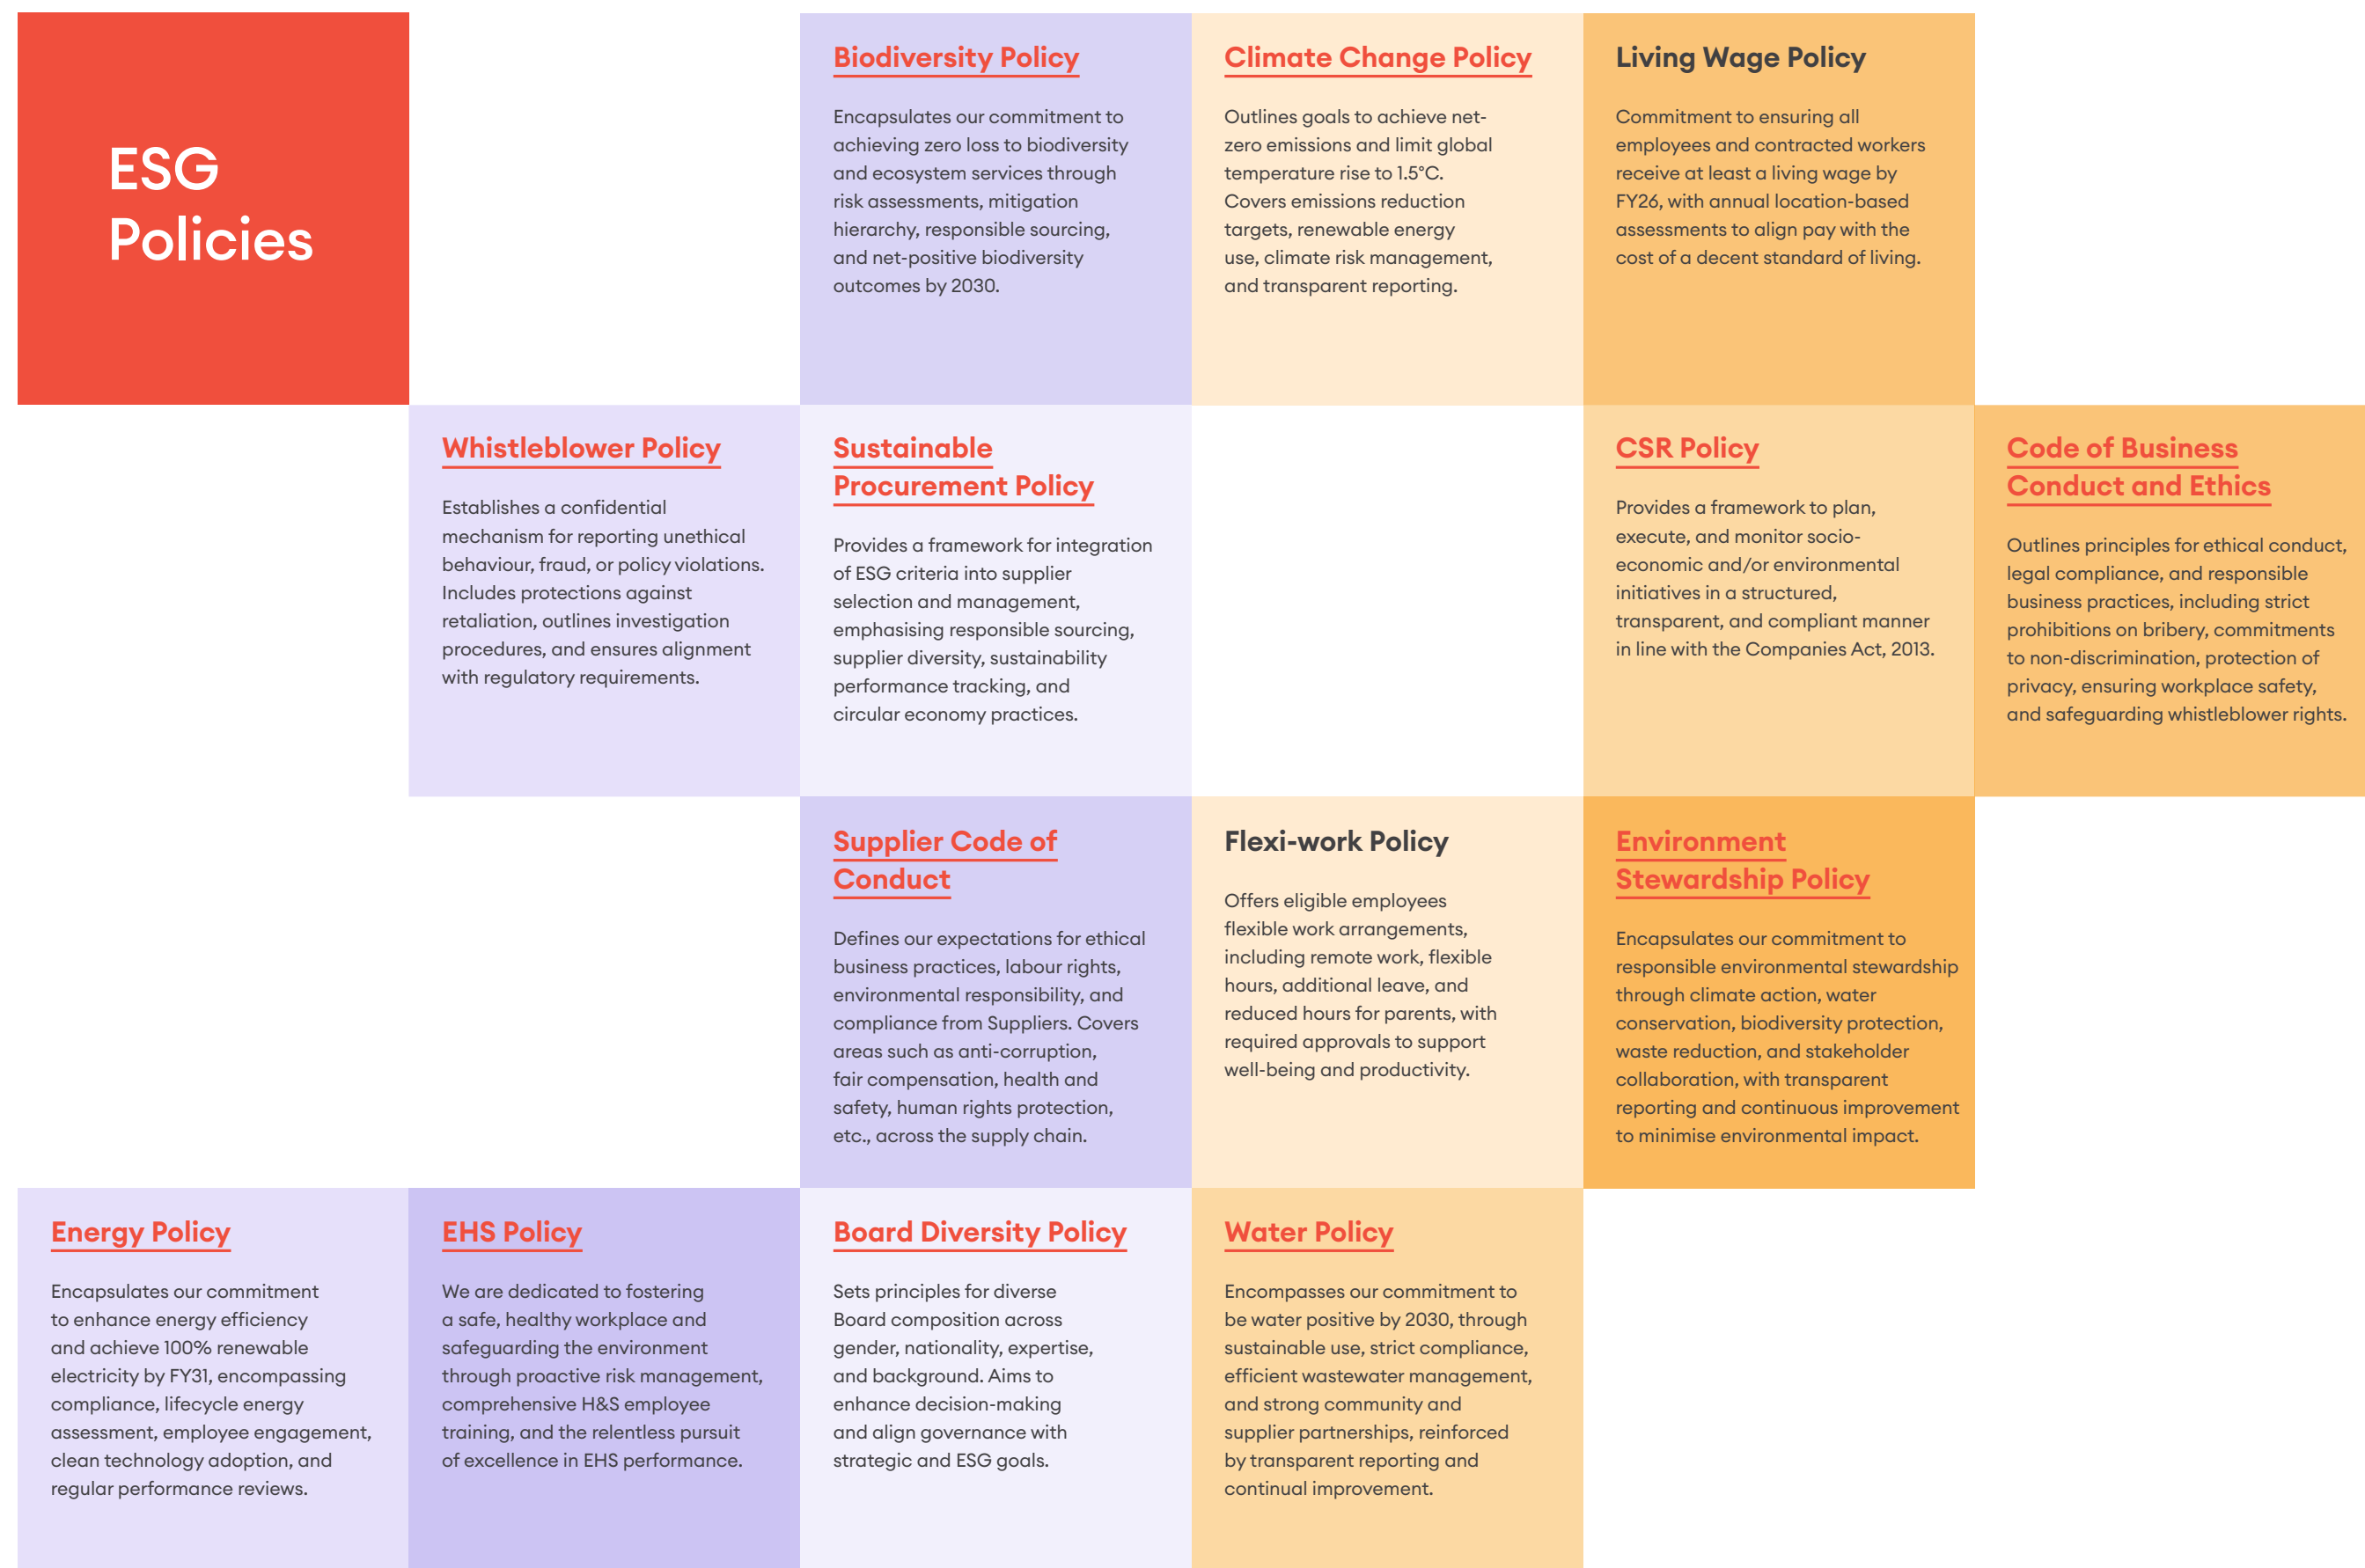 ESG
Policies
Biodiversity Policy
Encapsulates our commitment to
achieving zero loss to biodiversity
and ecosystem services through
risk assessments, mitigation
hierarchy, responsible sourcing,
and net-positive biodiversity
outcomes by 2030.
Climate Change Policy
Outlines goals to achieve net-
zero emissions and limit global
temperature rise to 1.5°C.
Covers emissions reduction
targets, renewable energy
use, climate risk management,
and transparent reporting.
Living Wage Policy
Commitment to ensuring all
employees and contracted workers
receive at least a living wage by
FY26, with annual location-based
assessments to align pay with the
cost of a decent standard of living.
Whistleblower Policy
Establishes a confidential
mechanism for reporting unethical
behaviour, fraud, or policy violations.
Includes protections against
retaliation, outlines investigation
procedures, and ensures alignment
with regulatory requirements.
Sustainable
Procurement Policy
Provides a framework for integration
of ESG criteria into supplier
selection and management,
emphasising responsible sourcing,
supplier diversity, sustainability
performance tracking, and
circular economy practices.
CSR Policy
Provides a framework to plan,
execute, and monitor socio-
economic and/or environmental
initiatives in a structured,
transparent, and compliant manner
in line with the Companies Act, 2013.
Code of Business
Conduct and Ethics
Outlines principles for ethical conduct,
legal compliance, and responsible
business practices, including strict
prohibitions on bribery, commitments
to non-discrimination, protection of
privacy, ensuring workplace safety,
and safeguarding whistleblower rights.
Supplier Code of
Conduct
Defines our expectations for ethical
business practices, labour rights,
environmental responsibility, and
compliance from Suppliers. Covers
areas such as anti-corruption,
fair compensation, health and
safety, human rights protection,
etc., across the supply chain.
Flexi-work Policy
Offers eligible employees
flexible work arrangements,
including remote work, flexible
hours, additional leave, and
reduced hours for parents, with
required approvals to support
well-being and productivity.
Environment
Stewardship Policy
Encapsulates our commitment to
responsible environmental stewardship
through climate action, water
conservation, biodiversity protection,
waste reduction, and stakeholder
collaboration, with transparent
reporting and continuous improvement
to minimise environmental impact.
Energy Policy
Encapsulates our commitment
to enhance energy efficiency
and achieve 100% renewable
electricity by FY31, encompassing
compliance, lifecycle energy
assessment, employee engagement,
clean technology adoption, and
regular performance reviews.
EHS Policy
We are dedicated to fostering
a safe, healthy workplace and
safeguarding the environment
through proactive risk management,
comprehensive H&S employee
training, and the relentless pursuit
of excellence in EHS performance.
Board Diversity Policy
Sets principles for diverse
Board composition across
gender, nationality, expertise,
and background. Aims to
enhance decision-making
and align governance with
strategic and ESG goals.
Water Policy
Encompasses our commitment to
be water positive by 2030, through
sustainable use, strict compliance,
efficient wastewater management,
and strong community and
supplier partnerships, reinforced
by transparent reporting and
continual improvement.